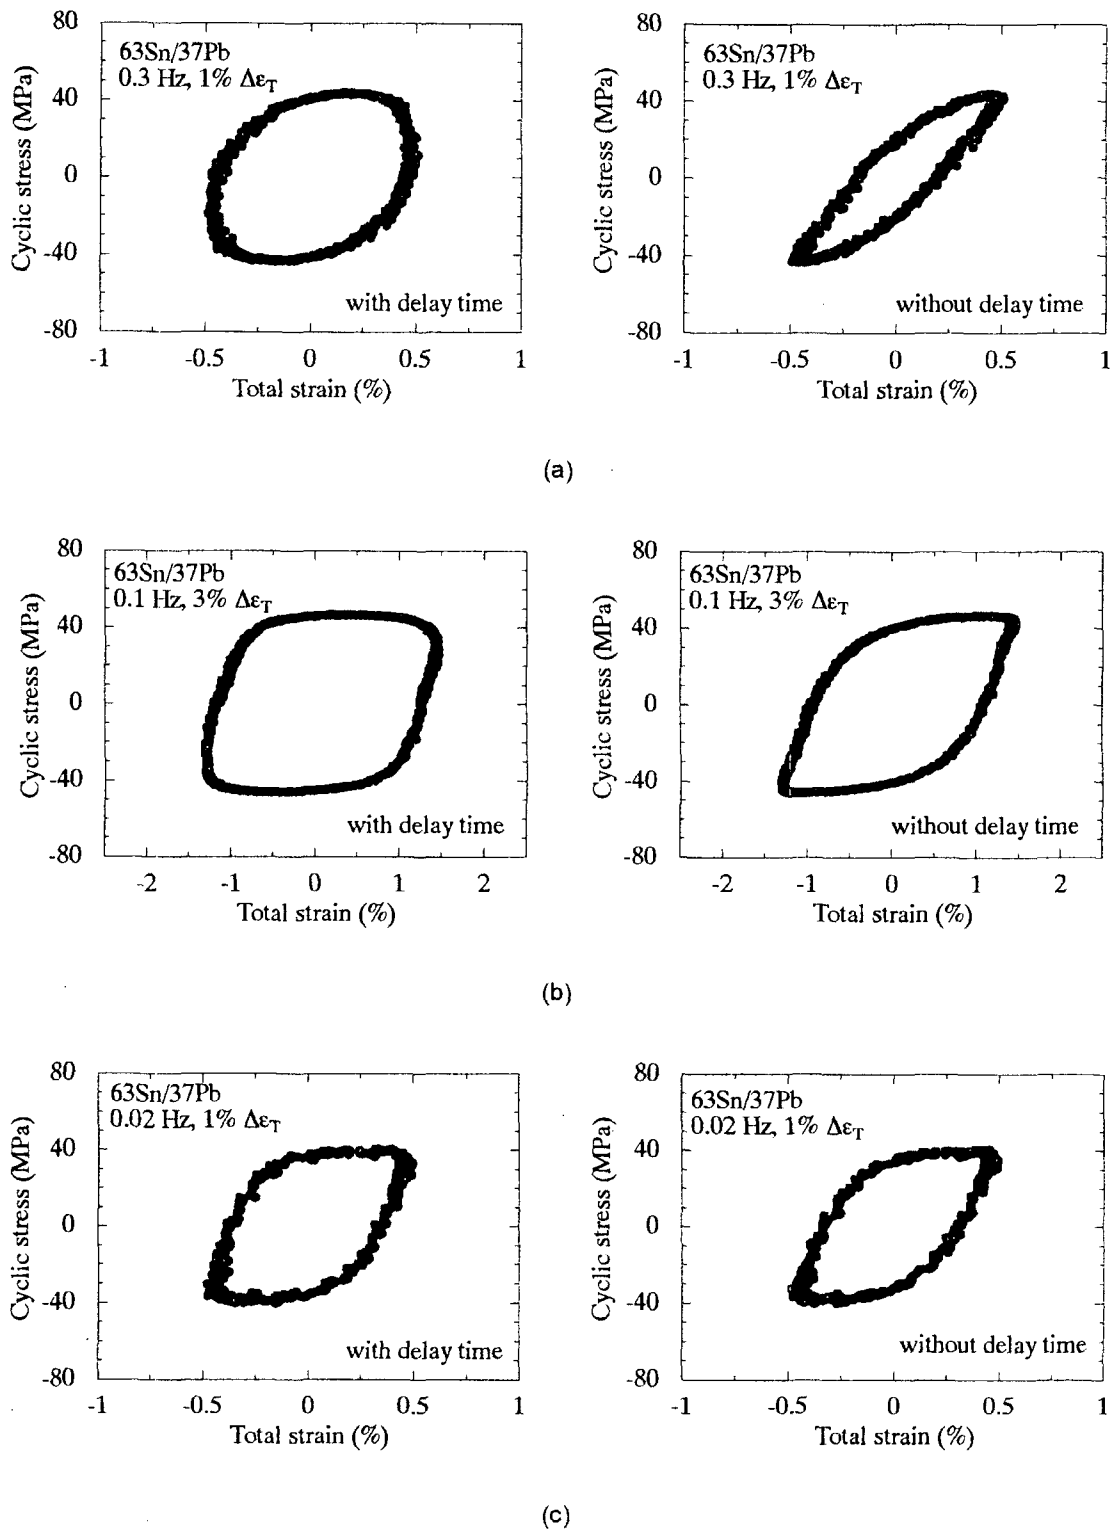 80
63Sn/37Pb
0.3 Hz, 1% ΔεT
40
0
-40
-80
with delay time
-1
-0.5
0
0.5
1
Total strain (%)
Cyclic stress (MPa)
80
63Sn/37Pb
0.3 Hz, 1% ΔεT
40
0
-40
-80
without delay time
-1
-0.5
0
0.5
1
Total strain (%)
Cyclic stress (MPa)
(a)
80
63Sn/37Pb
0.1 Hz, 3% ΔεT
40
0
-40
-80
with delay time
-2
-1
0
1
2
Total strain (%)
Cyclic stress (MPa)
80
63Sn/37Pb
0.1 Hz, 3% ΔεT
40
0
-40
-80
without delay time
-2
-1
0
1
2
Total strain (%)
Cyclic stress (MPa)
(b)
80
63Sn/37Pb
0.02 Hz, 1% ΔεT
40
0
-40
-80
with delay time
-1
-0.5
0
0.5
1
Total strain (%)
Cyclic stress (MPa)
80
63Sn/37Pb
0.02 Hz, 1% ΔεT
40
0
-40
-80
without delay time
-1
-0.5
0
0.5
1
Total strain (%)
Cyclic stress (MPa)
(c)